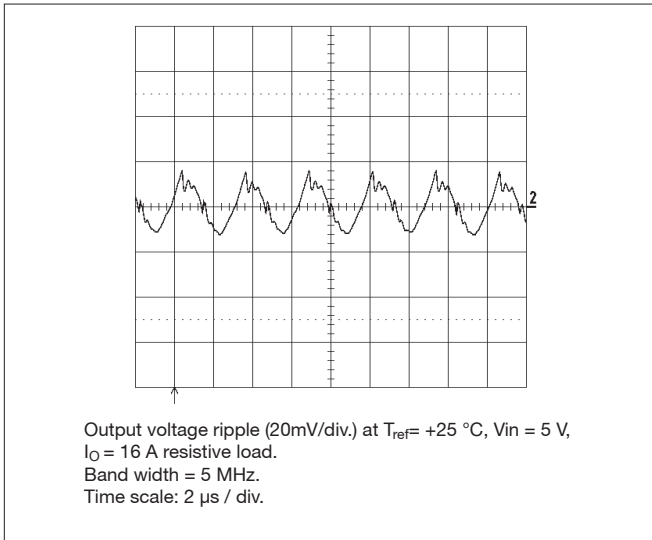 2
Output voltage ripple (20mV/div.) at Tref= +25 °C, Vin = 5 V,
IO = 16 A resistive load.
Band width = 5 MHz.
Time scale: 2 µs / div.